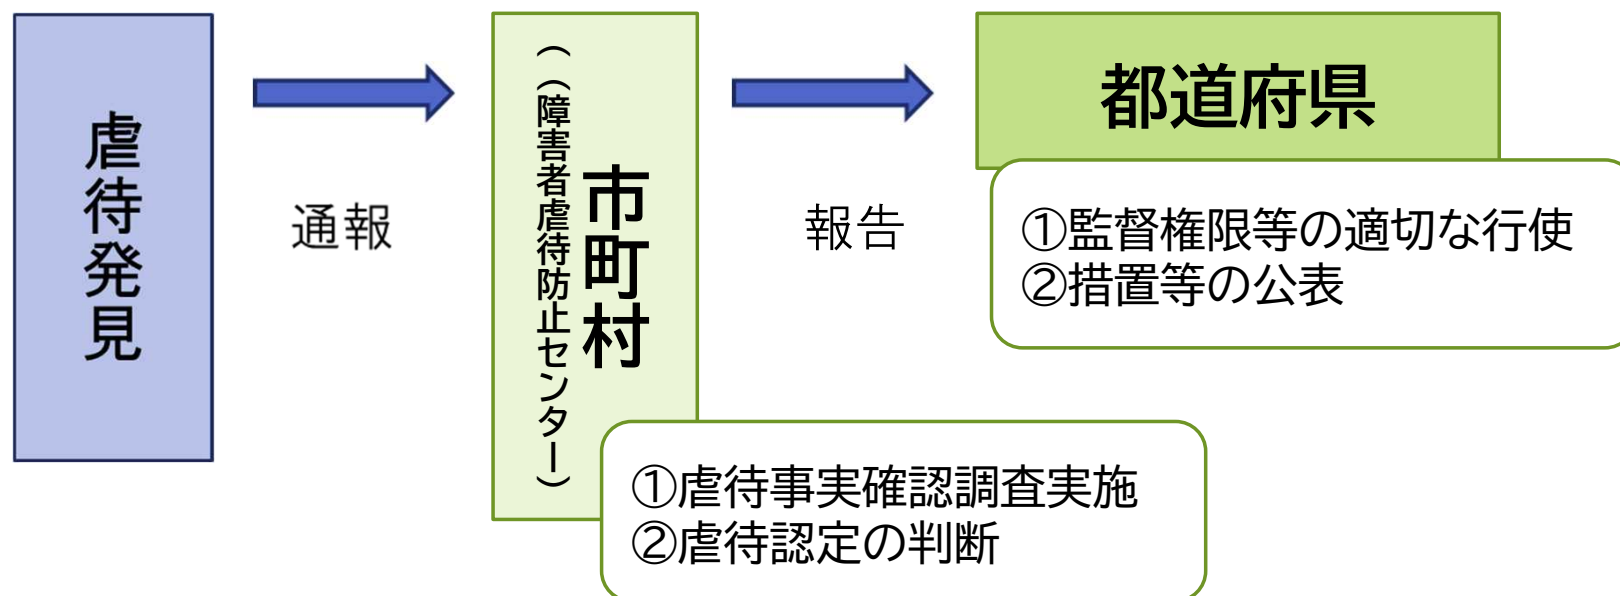 虐待発見
通報
市町村
（（障害者虐待防止センター）
報告
都道府県
①監督権限等の適切な行使
②措置等の公表
①虐待事実確認調査実施
②虐待認定の判断